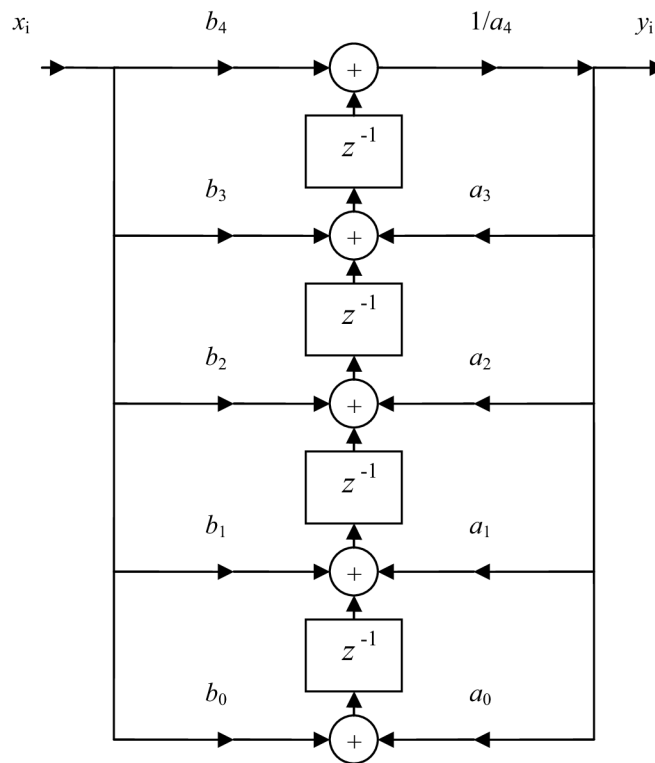 xᵢ b₄ 1/a₄ yᵢ
+
z⁻¹
b₃ a₃
+
z⁻¹
b₂ a₂
+
z⁻¹
b₁ a₁
+
z⁻¹
b₀ a₀
+